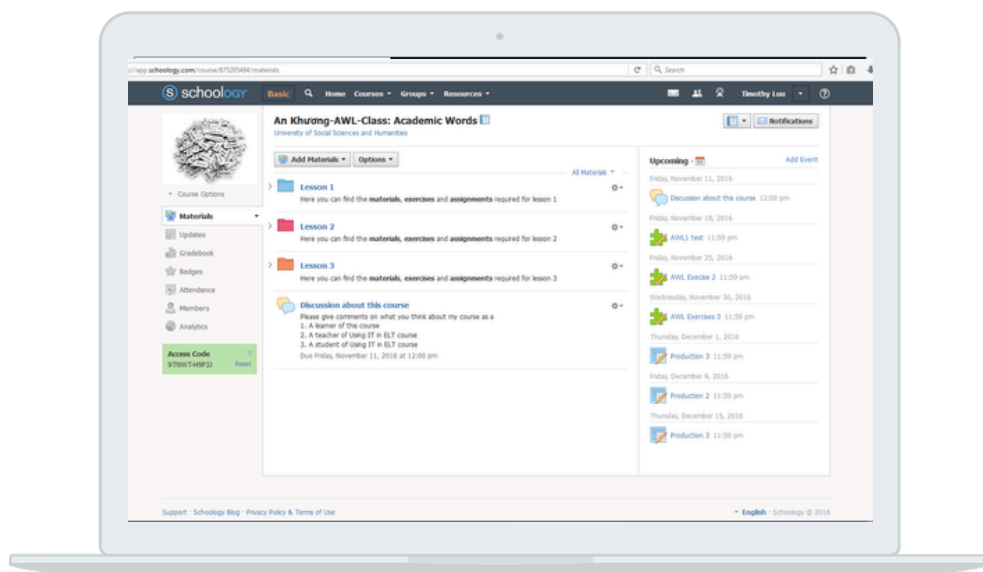 ://app.schoology.com/course/875205494/materials
Search
S schoology Basic Home Courses Groups Resources Timothy Luu
An Khương-AWL-Class: Academic Words
University of Social Sciences and Humanities
Notifications
Course Options
Materials
Updates
Gradebook
Badges
Attendance
Members
Analytics
Access Code
Reset
Add Materials Options
All Materials
Lesson 1
Here you can find the materials, exercises and assignments required for lesson 1
Lesson 2
Here you can find the materials, exercises and assignments required for lesson 2
Lesson 3
Here you can find the materials, exercises and assignments required for lesson 3
Discussion about this course
Please give comments on what you think about my course as a
1. A learner of this course
2. A teacher of Using IT in ELT course
3. A student of Using IT in ELT course
Due Friday, November 11, 2016 at 12:00 pm
Upcoming · Add Event
Friday, November 11, 2016
Discussion about the course 12:00 pm
Friday, November 18, 2016
AWL1 test 11:59 pm
Friday, November 25, 2016
AWL Execise 2 11:59 pm
Wednesday, November 30, 2016
AWL Exercises 3 11:59 pm
Thursday, December 1, 2016
Production 3 11:59 pm
Friday, December 9, 2016
Production 2 11:59 pm
Thursday, December 15, 2016
Production 3 11:59 pm
Support · Schoology Blog · Privacy Policy & Terms of Use
English · Schoology © 2016